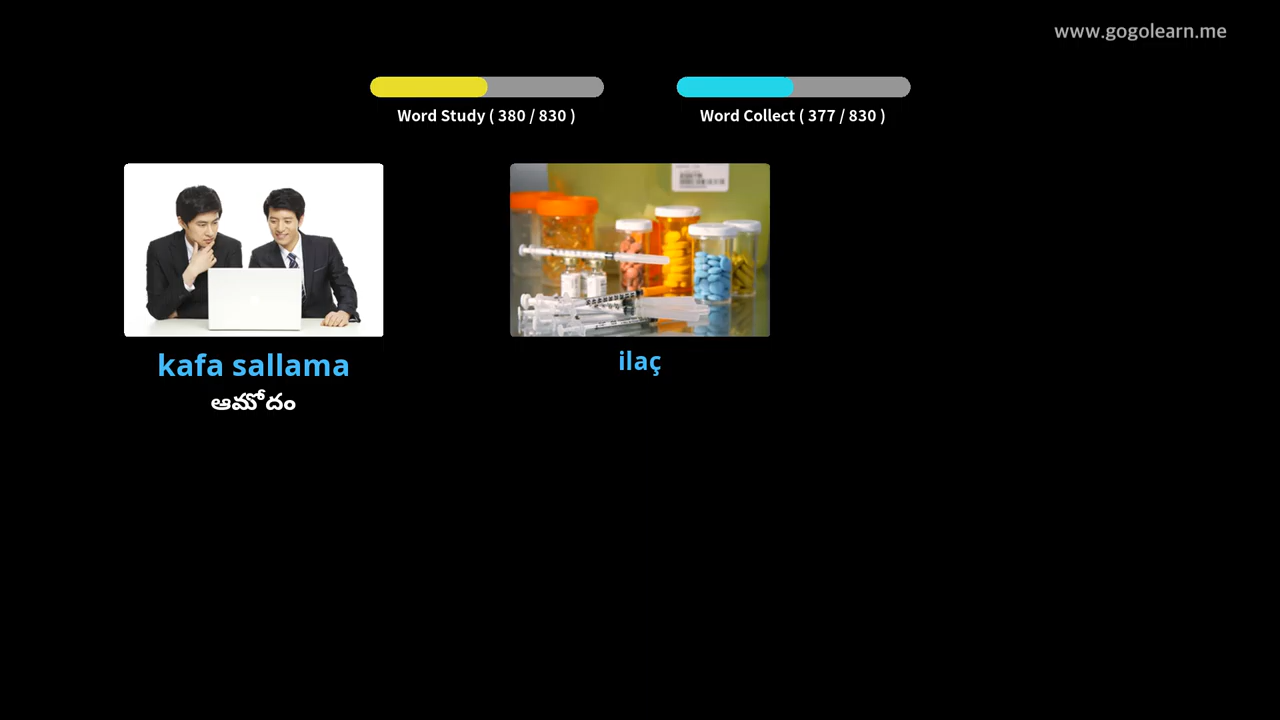 www.gogolearn.me
Word Study ( 380 / 830 )
Word Collect ( 377 / 830 )
kafa sallama
ఆమోదం
ilaç